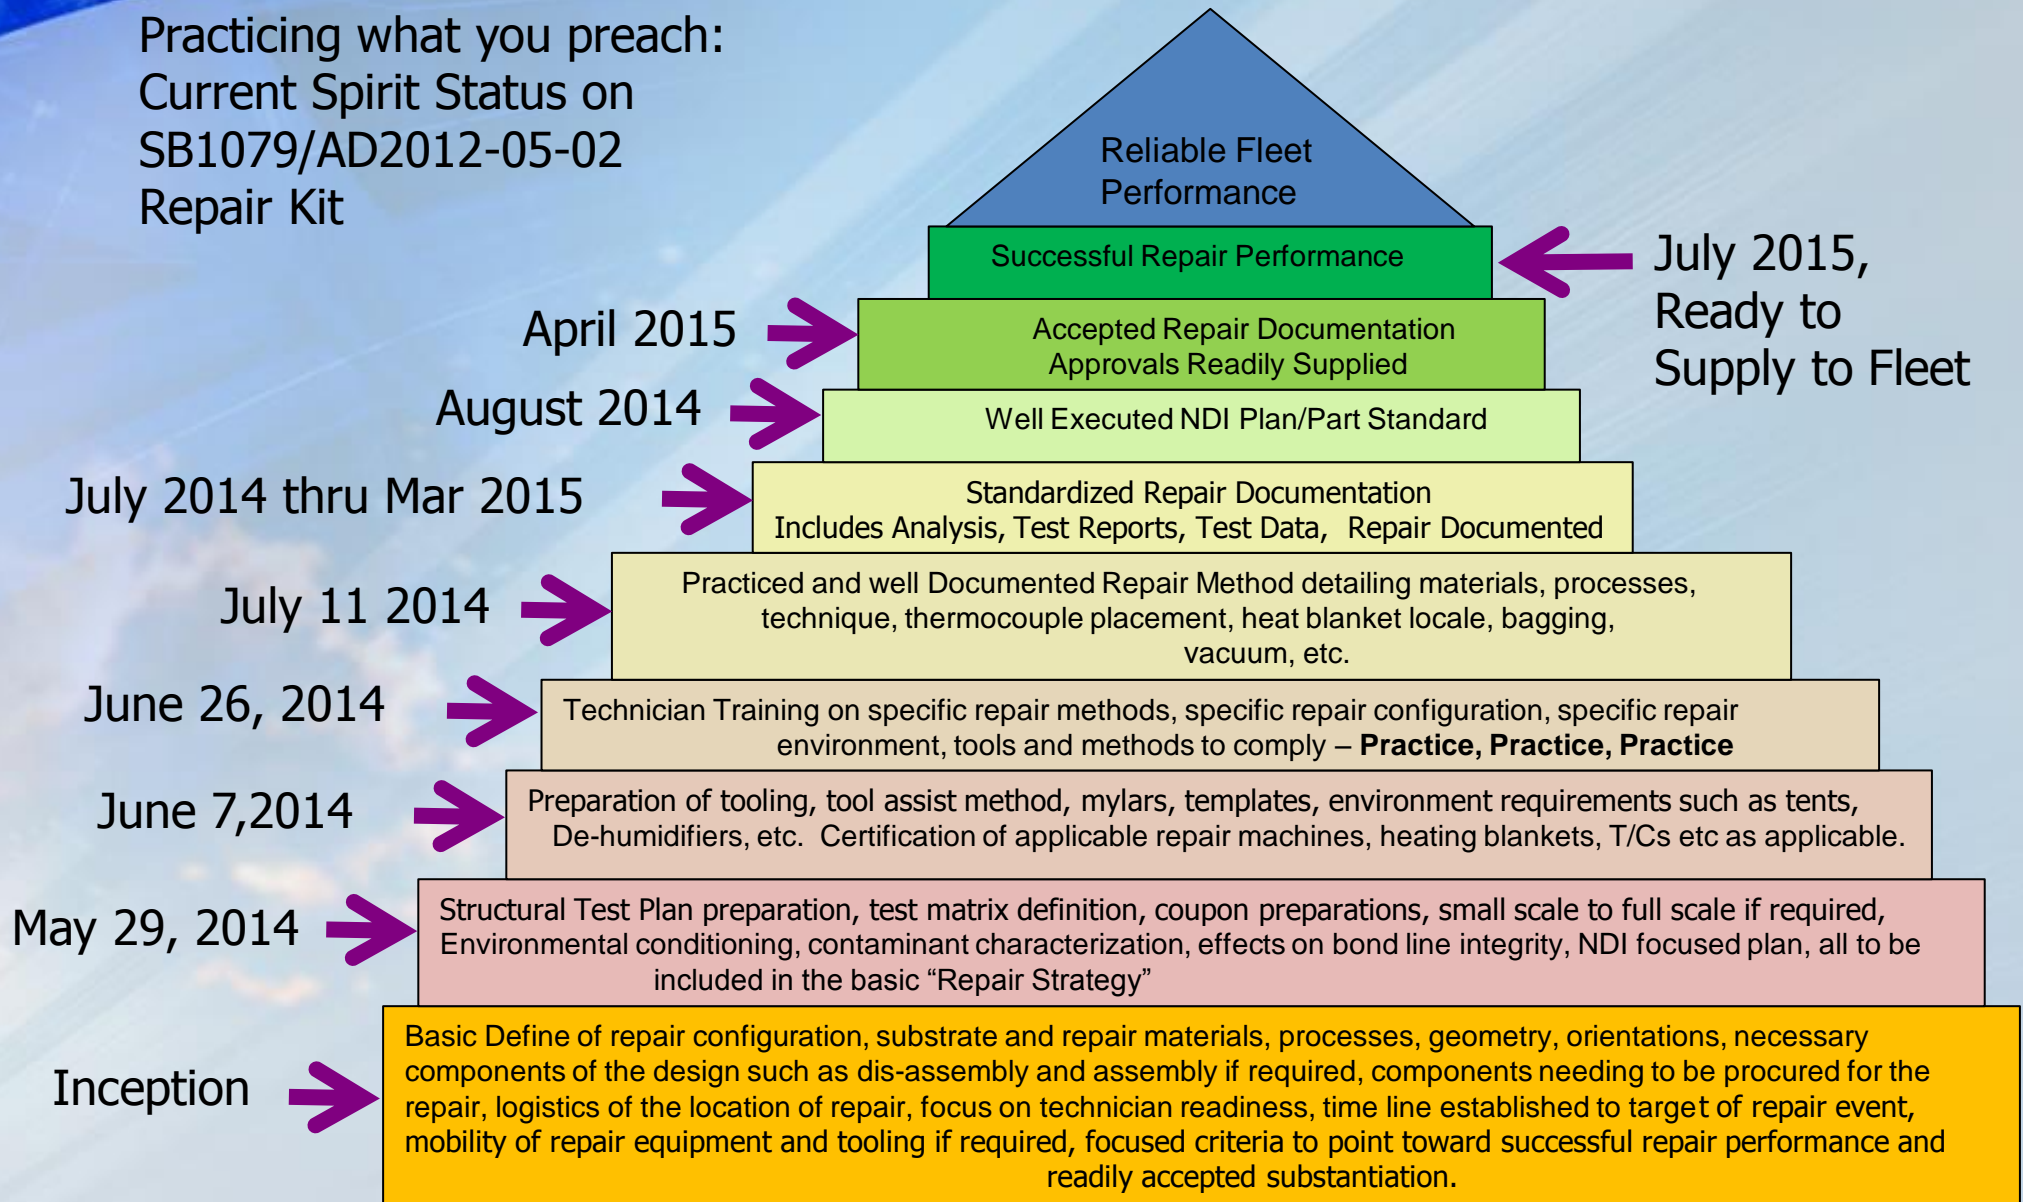 Practicing what you preach:
Current Spirit Status on
SB1079/AD2012-05-02
Repair Kit
Reliable Fleet
Performance
Successful Repair Performance
July 2015,
Ready to
Supply to Fleet
April 2015
Accepted Repair Documentation
Approvals Readily Supplied
August 2014
Well Executed NDI Plan/Part Standard
July 2014 thru Mar 2015
Standardized Repair Documentation
Includes Analysis, Test Reports, Test Data, Repair Documented
July 11 2014
Practiced and well Documented Repair Method detailing materials, processes,
technique, thermocouple placement, heat blanket locale, bagging,
vacuum, etc.
June 26, 2014
Technician Training on specific repair methods, specific repair configuration, specific repair
environment, tools and methods to comply – Practice, Practice, Practice
June 7,2014
Preparation of tooling, tool assist method, mylars, templates, environment requirements such as tents,
De-humidifiers, etc. Certification of applicable repair machines, heating blankets, T/Cs etc as applicable.
May 29, 2014
Structural Test Plan preparation, test matrix definition, coupon preparations, small scale to full scale if required,
Environmental conditioning, contaminant characterization, effects on bond line integrity, NDI focused plan, all to be
included in the basic “Repair Strategy”
Inception
Basic Define of repair configuration, substrate and repair materials, processes, geometry, orientations, necessary
components of the design such as dis-assembly and assembly if required, components needing to be procured for the
repair, logistics of the location of repair, focus on technician readiness, time line established to target of repair event,
mobility of repair equipment and tooling if required, focused criteria to point toward successful repair performance and
readily accepted substantiation.